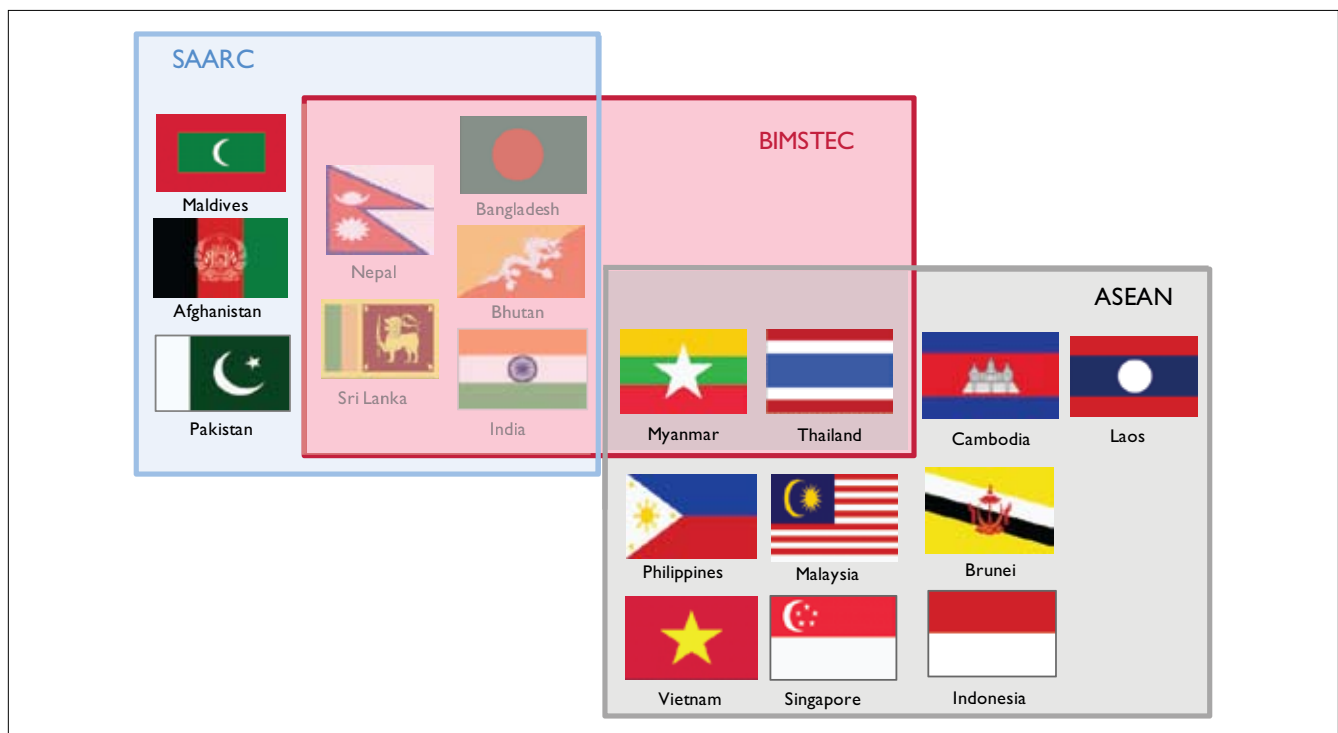 SAARC
BIMSTEC
Maldives
Bangladesh
Nepal
Afghanistan
Bhutan
ASEAN
Pakistan
Sri Lanka
India
Myanmar
Thailand
Cambodia
Laos
Philippines
Malaysia
Brunei
Vietnam
Singapore
Indonesia